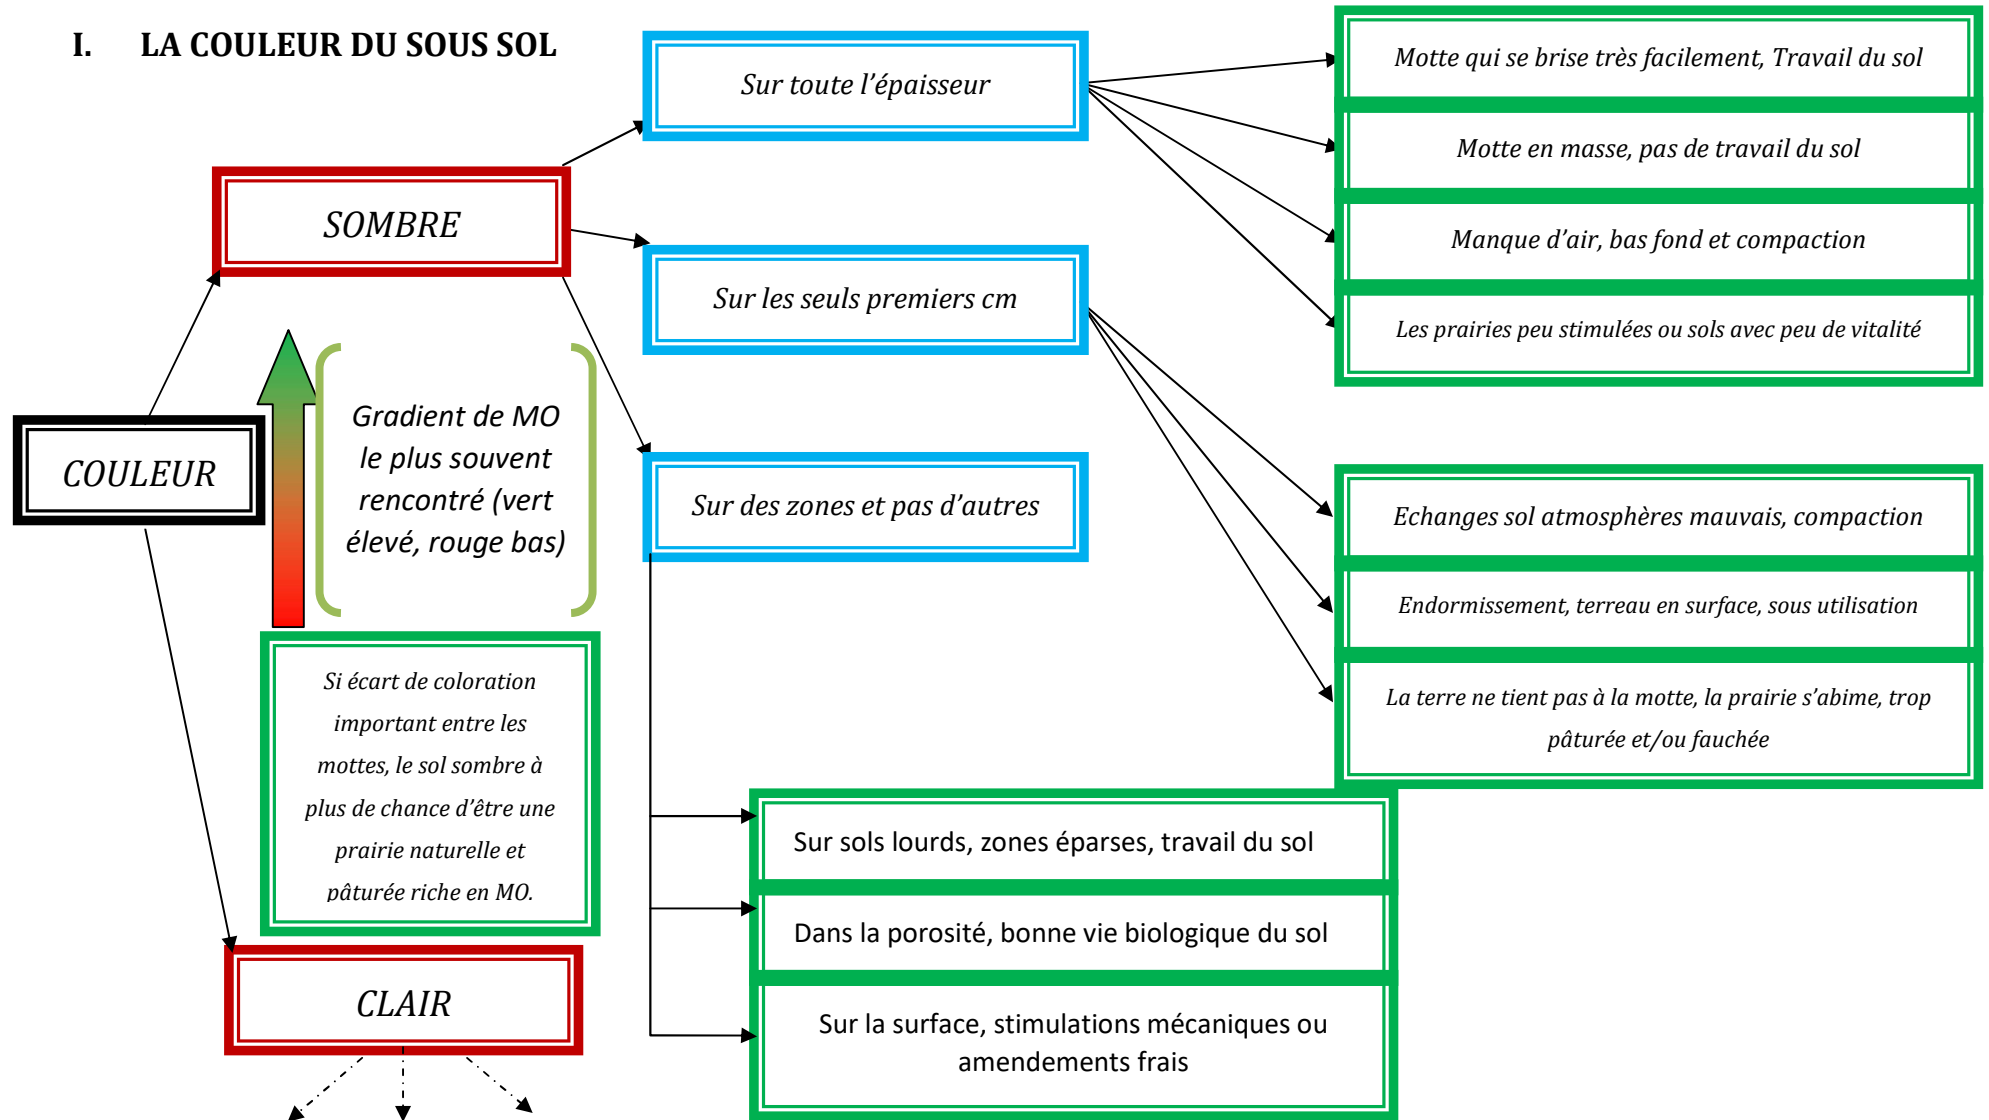 I. LA COULEUR DU SOUS SOL
COULEUR
SOMBRE
Sur toute l’épaisseur
Motte qui se brise très facilement, Travail du sol
Motte en masse, pas de travail du sol
Manque d’air, bas fond et compaction
Les prairies peu stimulées ou sols avec peu de vitalité
Sur les seuls premiers cm
Echanges sol atmosphères mauvais, compaction
Endormissement, terreau en surface, sous utilisation
La terre ne tient pas à la motte, la prairie s’abime, trop
pâturée et/ou fauchée
Sur des zones et pas d’autres
Sur sols lourds, zones éparses, travail du sol
Dans la porosité, bonne vie biologique du sol
Sur la surface, stimulations mécaniques ou
amendements frais
Gradient de MO
le plus souvent
rencontré (vert
élevé, rouge bas)
Si écart de coloration
important entre les
mottes, le sol sombre à
plus de chance d’être une
prairie naturelle et
pâturée riche en MO.
CLAIR